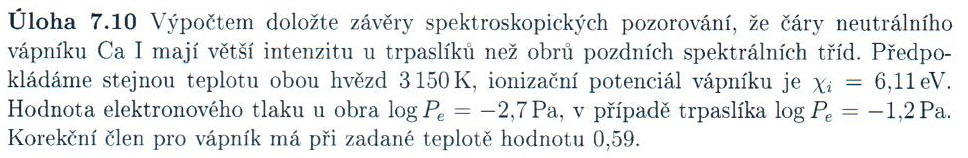 Úloha 7.10 Výpočtem doložte závěry spektroskopických pozorování, že čáry neutrálního
vápníku Ca I mají větší intenzitu u trpaslíků než obrů pozdních spektrálních tříd. Předpo-
kládáme stejnou teplotu obou hvězd 3 150 K, ionizační potenciál vápníku je χᵢ = 6,11 eV.
Hodnota elektronového tlaku u obra log Pₑ = −2,7 Pa, v případě trpaslíka log Pₑ = −1,2 Pa.
Korekční člen pro vápník má při zadané teplotě hodnotu 0,59.